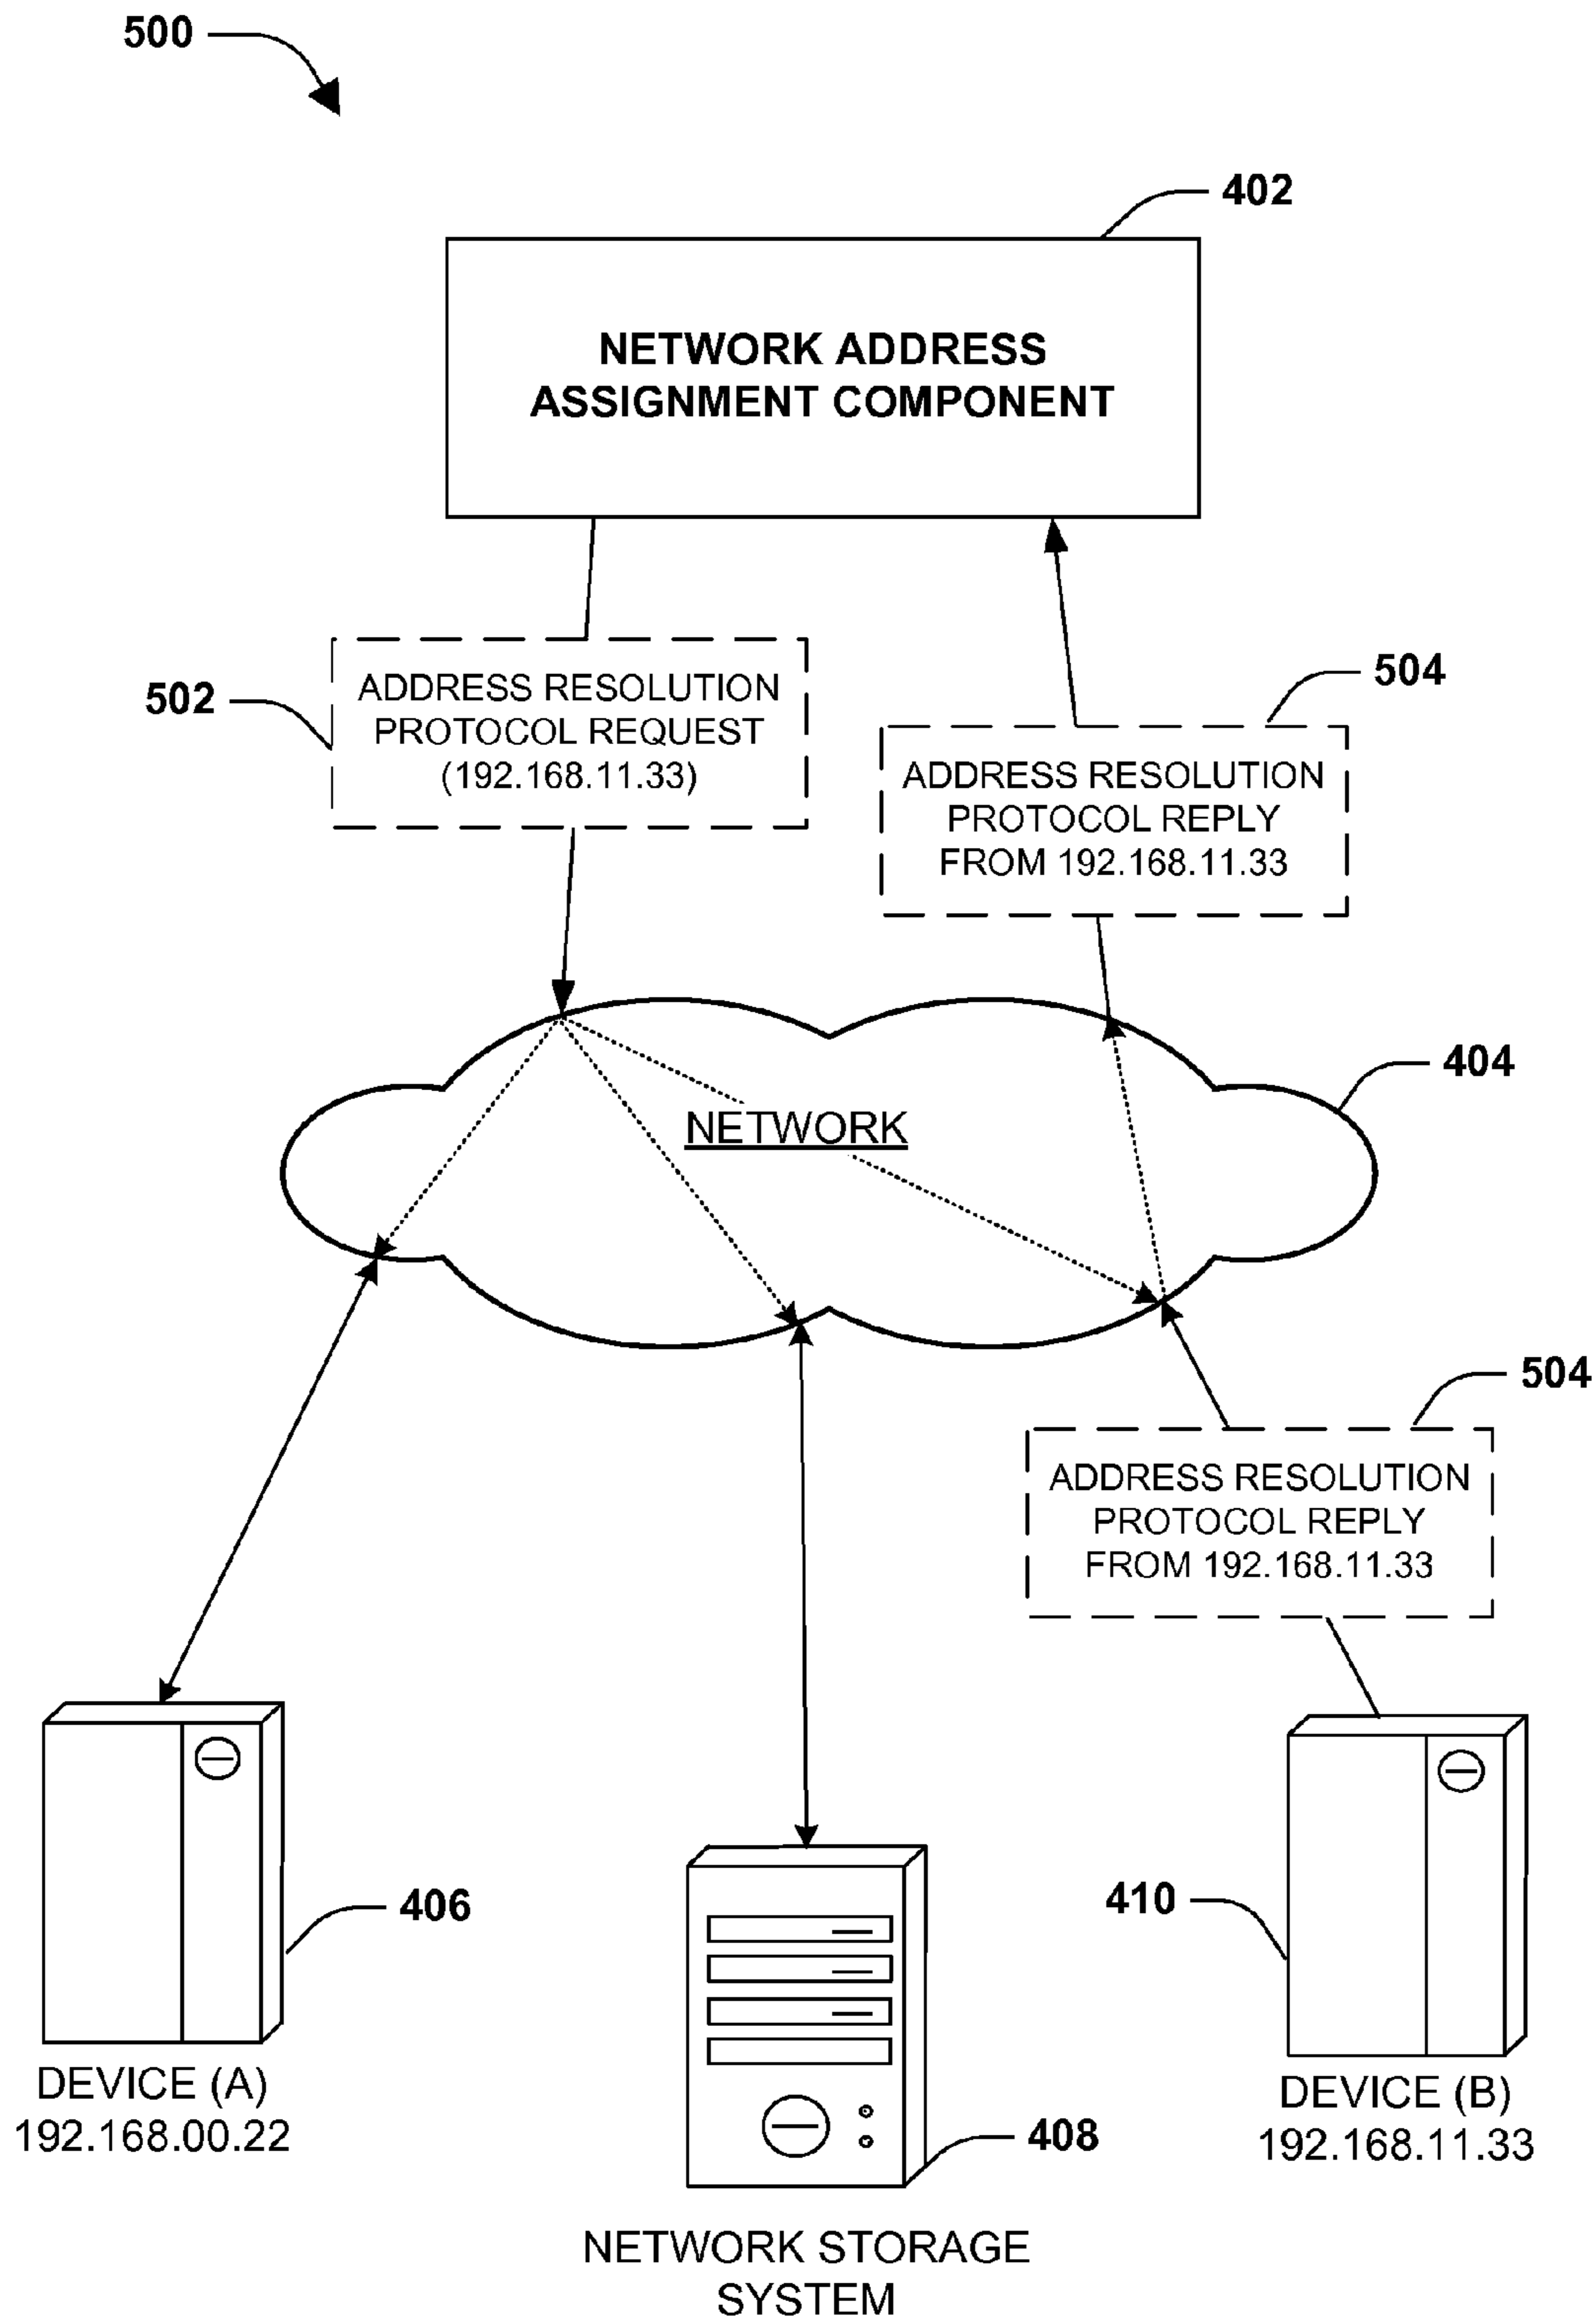 500
402
NETWORK ADDRESS
ASSIGNMENT COMPONENT
502
ADDRESS RESOLUTION
PROTOCOL REQUEST
(192.168.11.33)
504
ADDRESS RESOLUTION
PROTOCOL REPLY
FROM 192.168.11.33
404
NETWORK
504
ADDRESS RESOLUTION
PROTOCOL REPLY
FROM 192.168.11.33
406
410
DEVICE (A)
192.168.00.22
408
DEVICE (B)
192.168.11.33
NETWORK STORAGE
SYSTEM